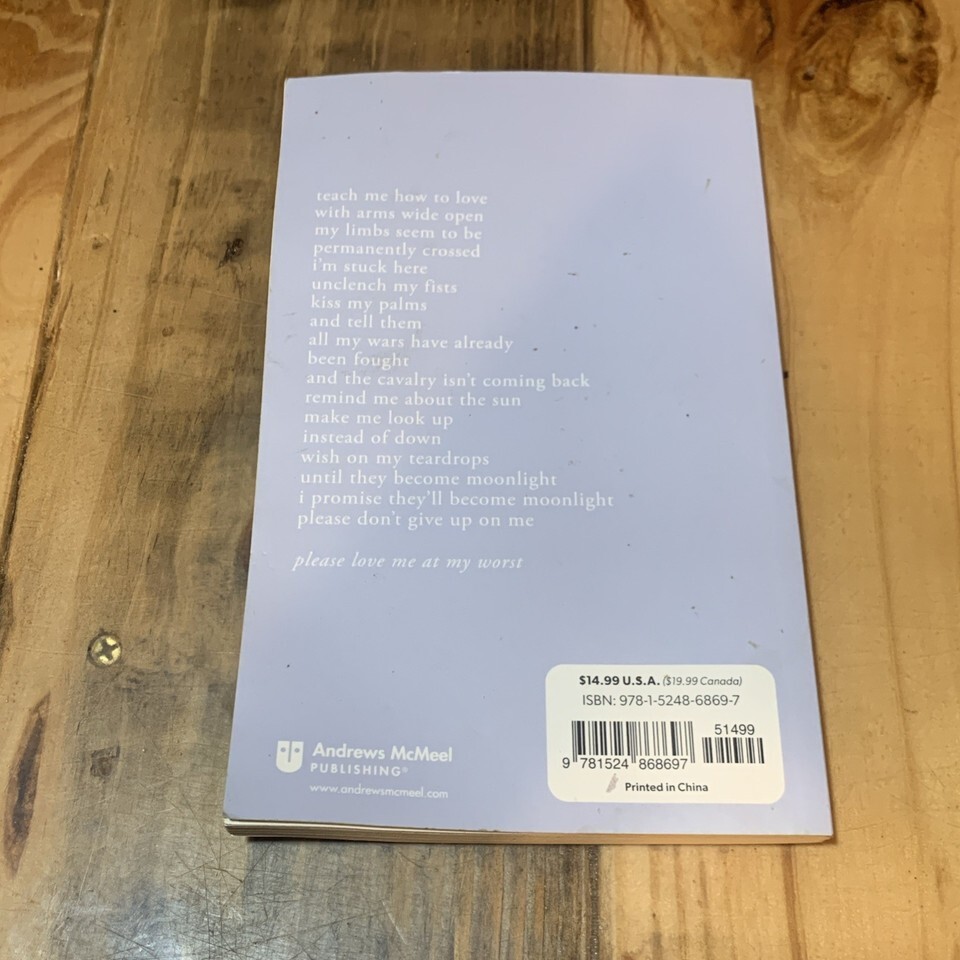 teach me how to love
with arms wide open
my limbs seem to be
permanently crossed
i'm stuck here
unclench my fists
kiss my palms
and tell them
all my wars have already
been fought
and the cavalry isn't coming back
remind me about the sun
make me look up
instead of down
wish on my teardrops
until they become moonlight
i promise they'll become moonlight
please don't give up on me
please love me at my worst
$14.99 U.S.A. ($19.99 Canada)
ISBN: 978-1-5248-6869-7
51499
9 781524 868697
Printed in China
Andrews McMeel
PUBLISHING®
www.andrewsmcmeel.com